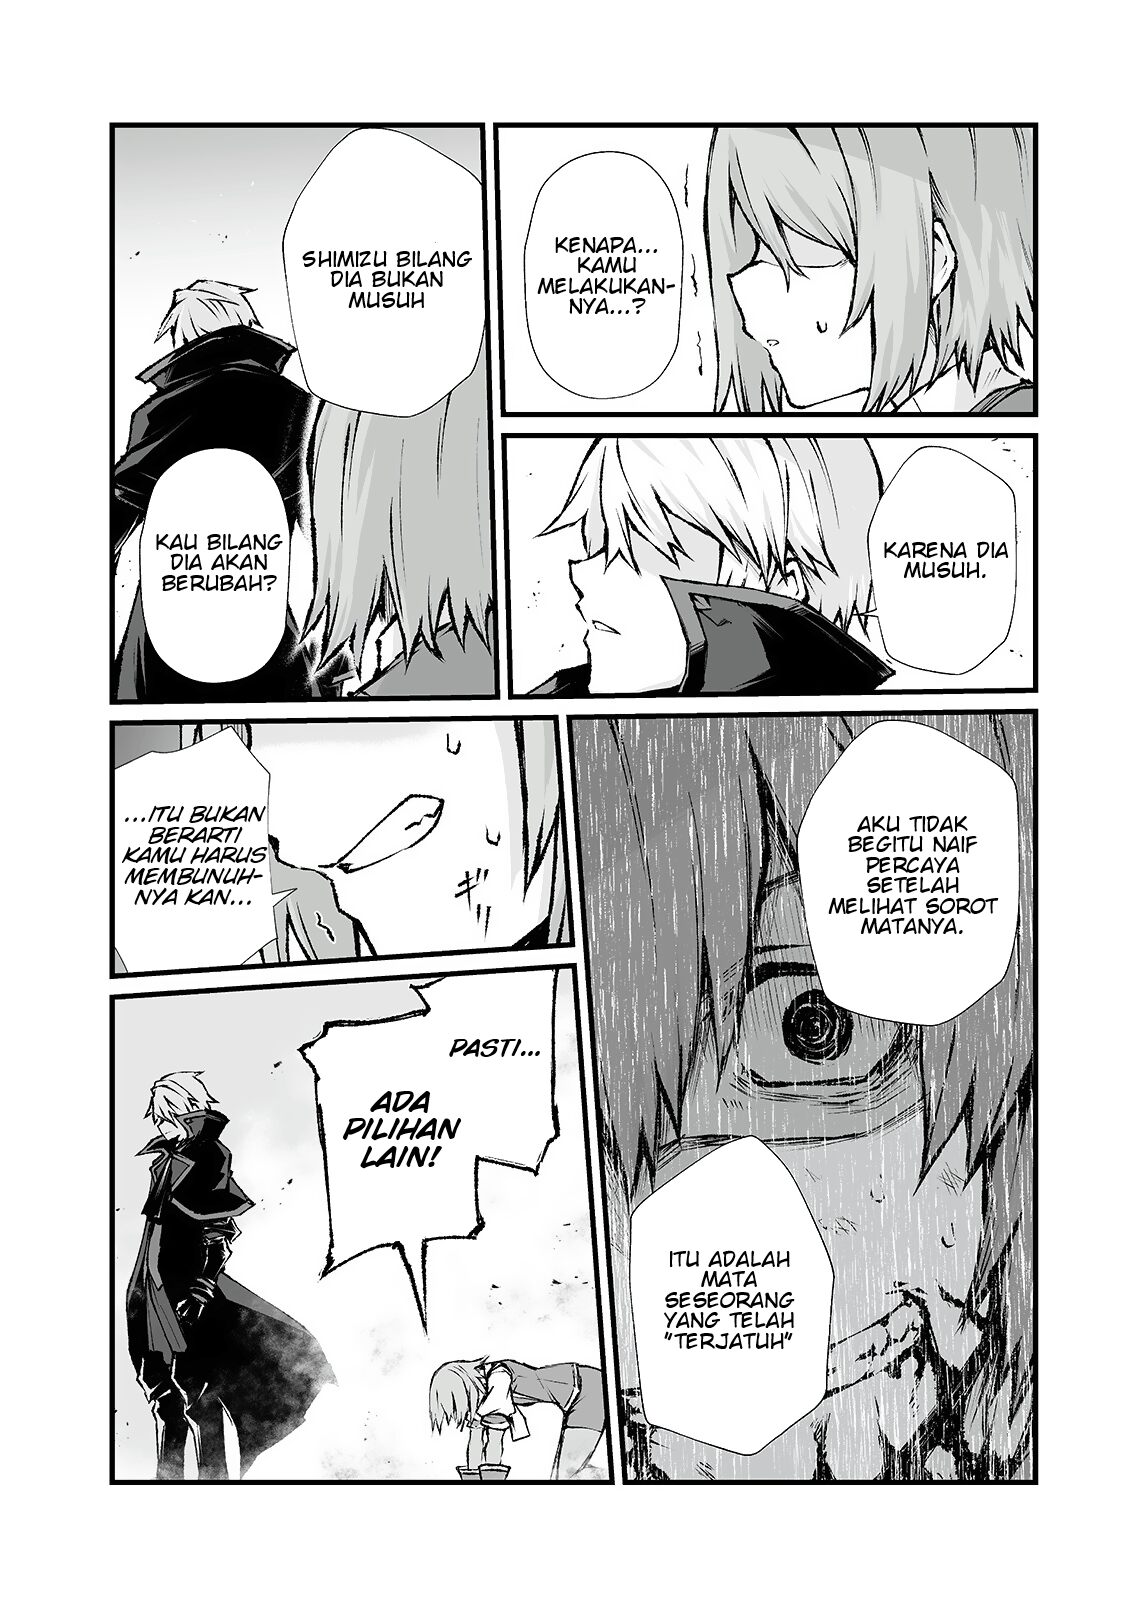 KENAPA...
KAMU
MELAKUKAN-
NYA...?
KARENA DIA
MUSUH.
SHIMIZU BILANG
DIA BUKAN
MUSUH
KAU BILANG
DIA AKAN
BERUBAH?
AKU TIDAK
BEGITU NAIF
PERCAYA
SETELAH
MELIHAT SOROT
MATANYA.
ITU ADALAH
MATA
SESEORANG
YANG TELAH
"TERJATUH"
...ITU BUKAN
BERARTI
KAMU HARUS
MEMBUNUH-
NYA KAN...
ギッ
PASTI...
ADA
PILIHAN
LAIN!